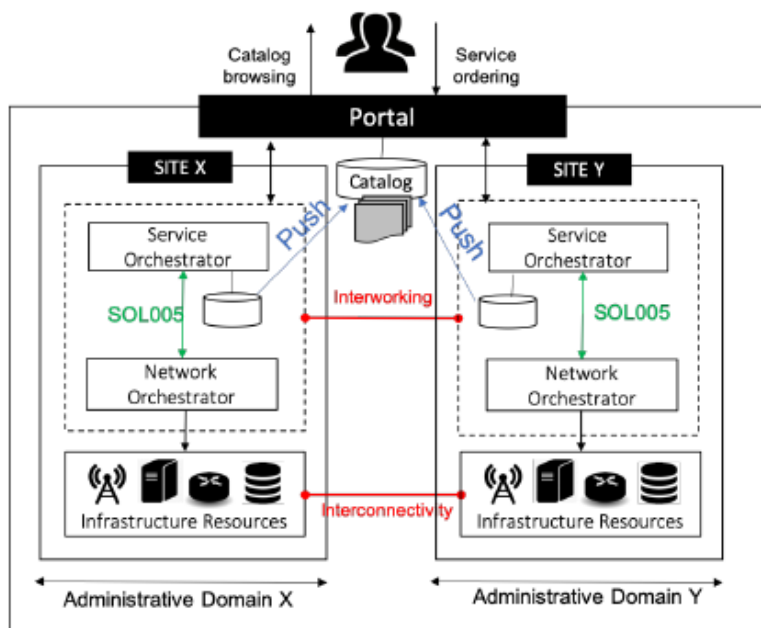 Catalog
browsing
Service
ordering
Portal
SITE X
Catalog
SITE Y
Push
Push
Service
Orchestrator
Service
Orchestrator
Interworking
SOL005
SOL005
Network
Orchestrator
Network
Orchestrator
Infrastructure Resources
Interconnectivity
Infrastructure Resources
Administrative Domain X
Administrative Domain Y